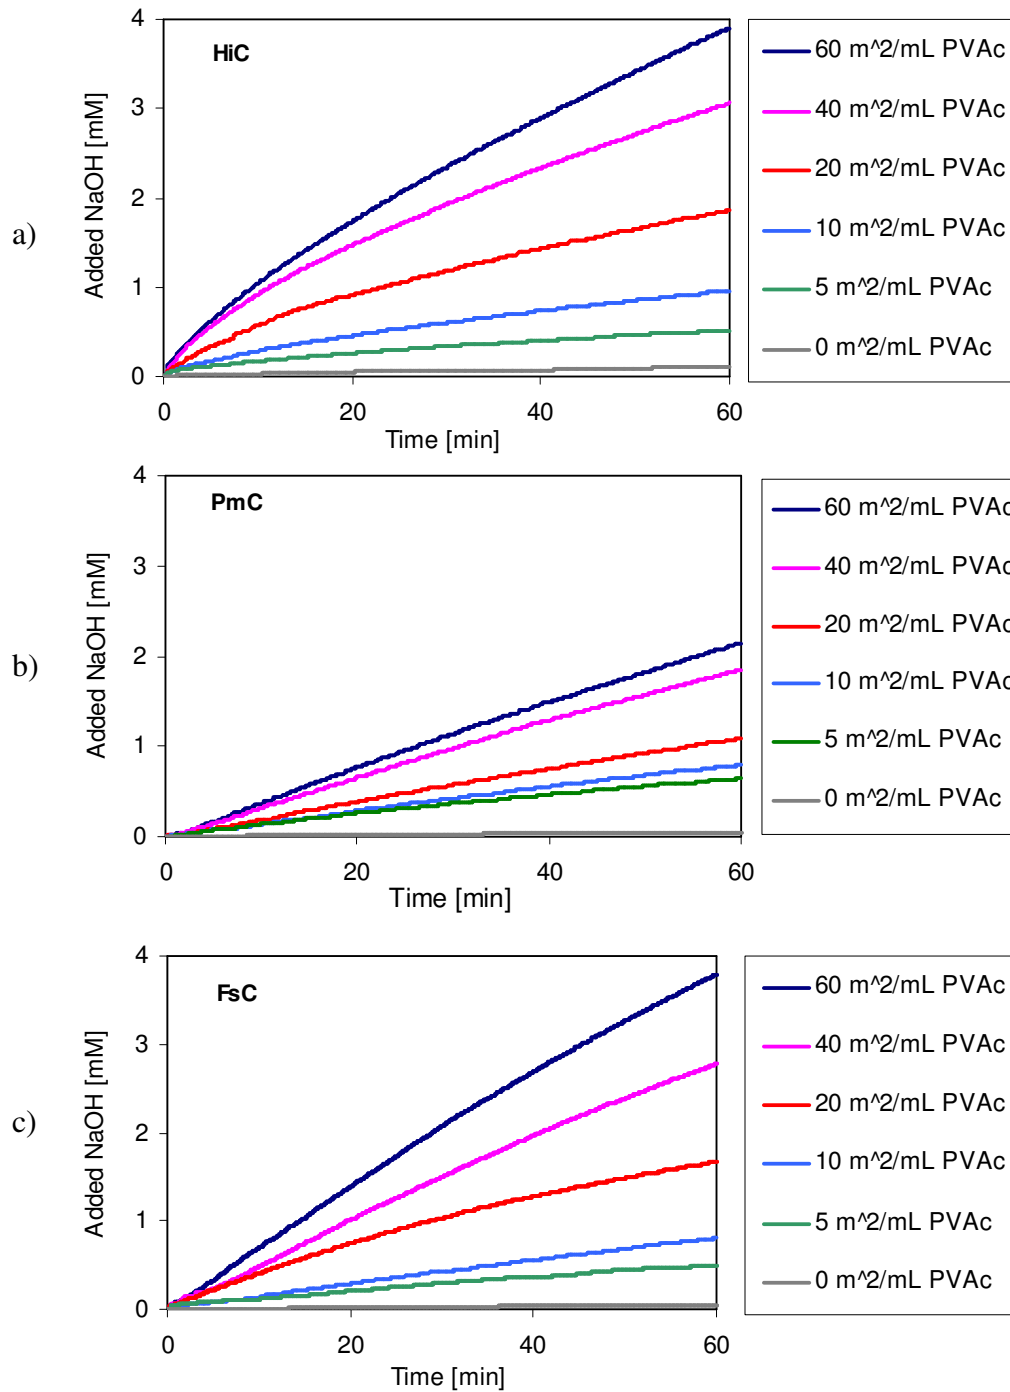 a)
HiC
Added NaOH [mM]
4
3
2
1
0
0 20 40 60
Time [min]
60 m^2/mL PVAc
40 m^2/mL PVAc
20 m^2/mL PVAc
10 m^2/mL PVAc
5 m^2/mL PVAc
0 m^2/mL PVAc
b)
PmC
Added NaOH [mM]
4
3
2
1
0
0 20 40 60
Time [min]
60 m^2/mL PVAc
40 m^2/mL PVAc
20 m^2/mL PVAc
10 m^2/mL PVAc
5 m^2/mL PVAc
0 m^2/mL PVAc
c)
FsC
Added NaOH [mM]
4
3
2
1
0
0 20 40 60
Time [min]
60 m^2/mL PVAc
40 m^2/mL PVAc
20 m^2/mL PVAc
10 m^2/mL PVAc
5 m^2/mL PVAc
0 m^2/mL PVAc